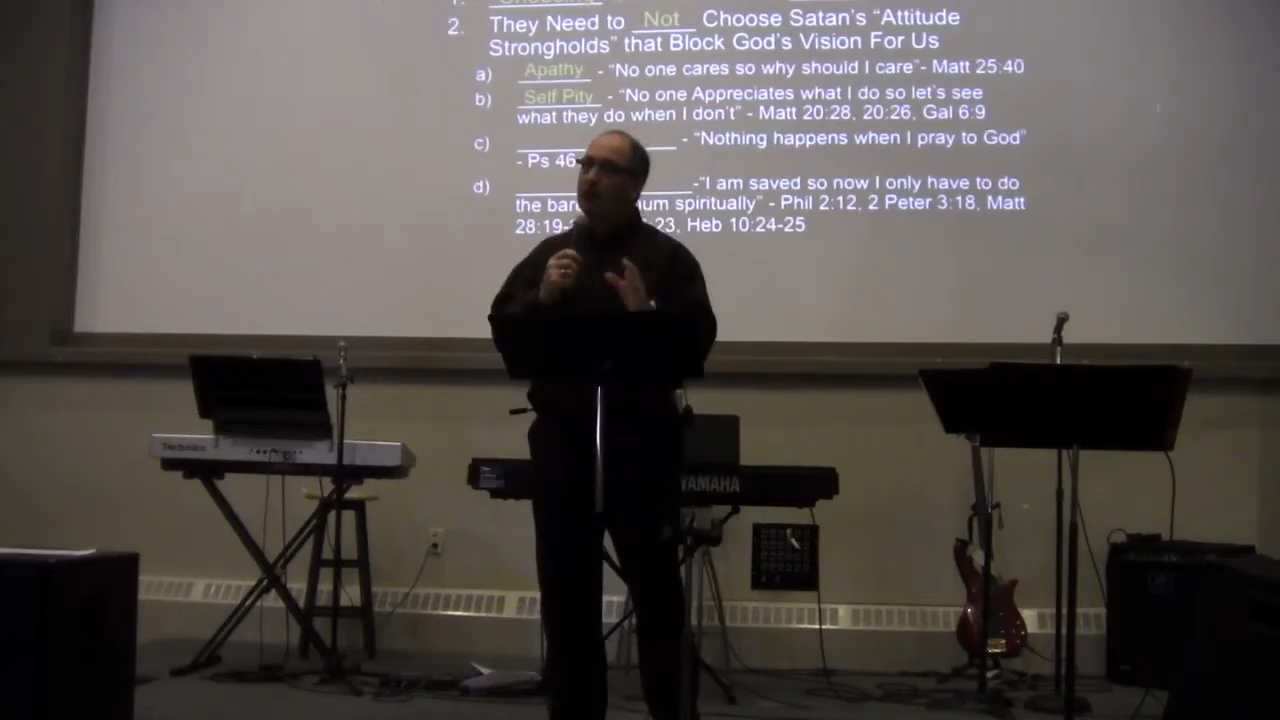 1. Choosing
2. They Need to Not Choose Satan's "Attitude
Strongholds" that Block God's Vision For Us
a) Apathy - "No one cares so why should I care"- Matt 25:40
b) Self Pity - "No one Appreciates what I do so let's see
what they do when I don't" - Matt 20:28, 20:26, Gal 6:9
c) - "Nothing happens when I pray to God"
- Ps 46
d) -"I am saved so now I only have to do
the spiritually" - Phil 2:12, 2 Peter 3:18, Matt
28:19- :23, Heb 10:24-25
Technics
YAMAHA